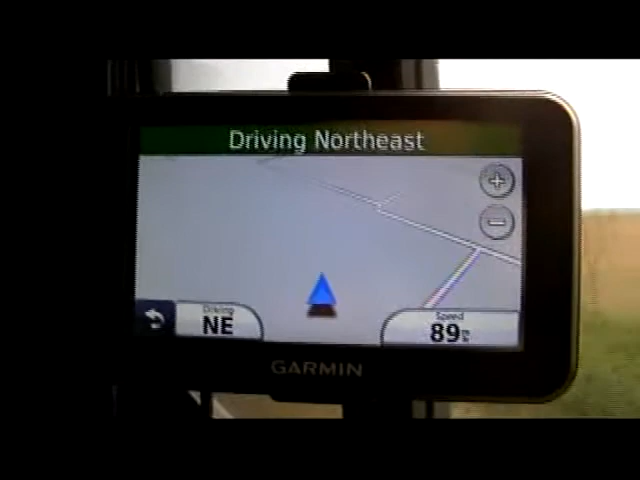 Driving Northeast
Driving
NE
Speed
89
GARMIN